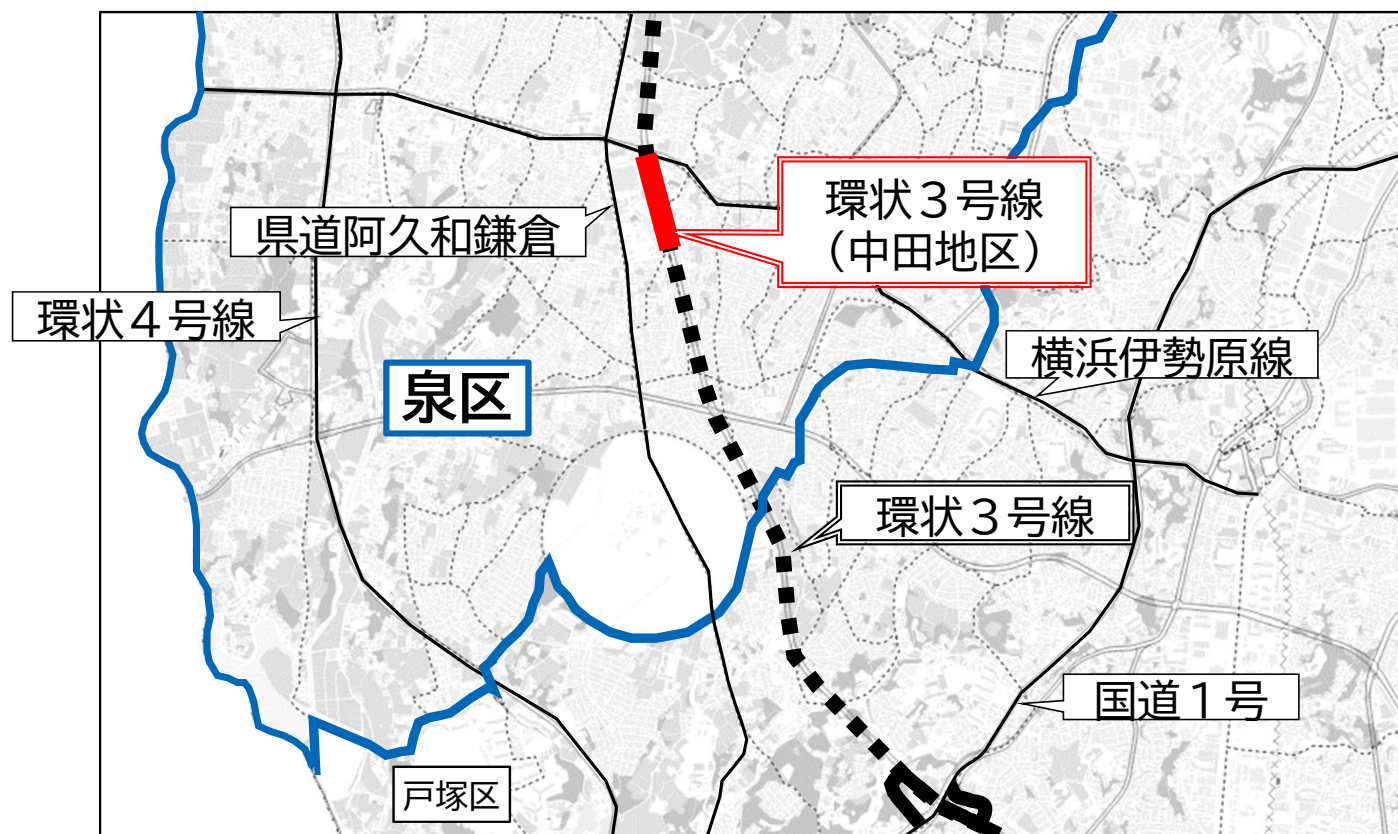 環状３号線
（中田地区）
県道阿久和鎌倉
環状４号線
横浜伊勢原線
泉区
環状３号線
国道１号
戸塚区